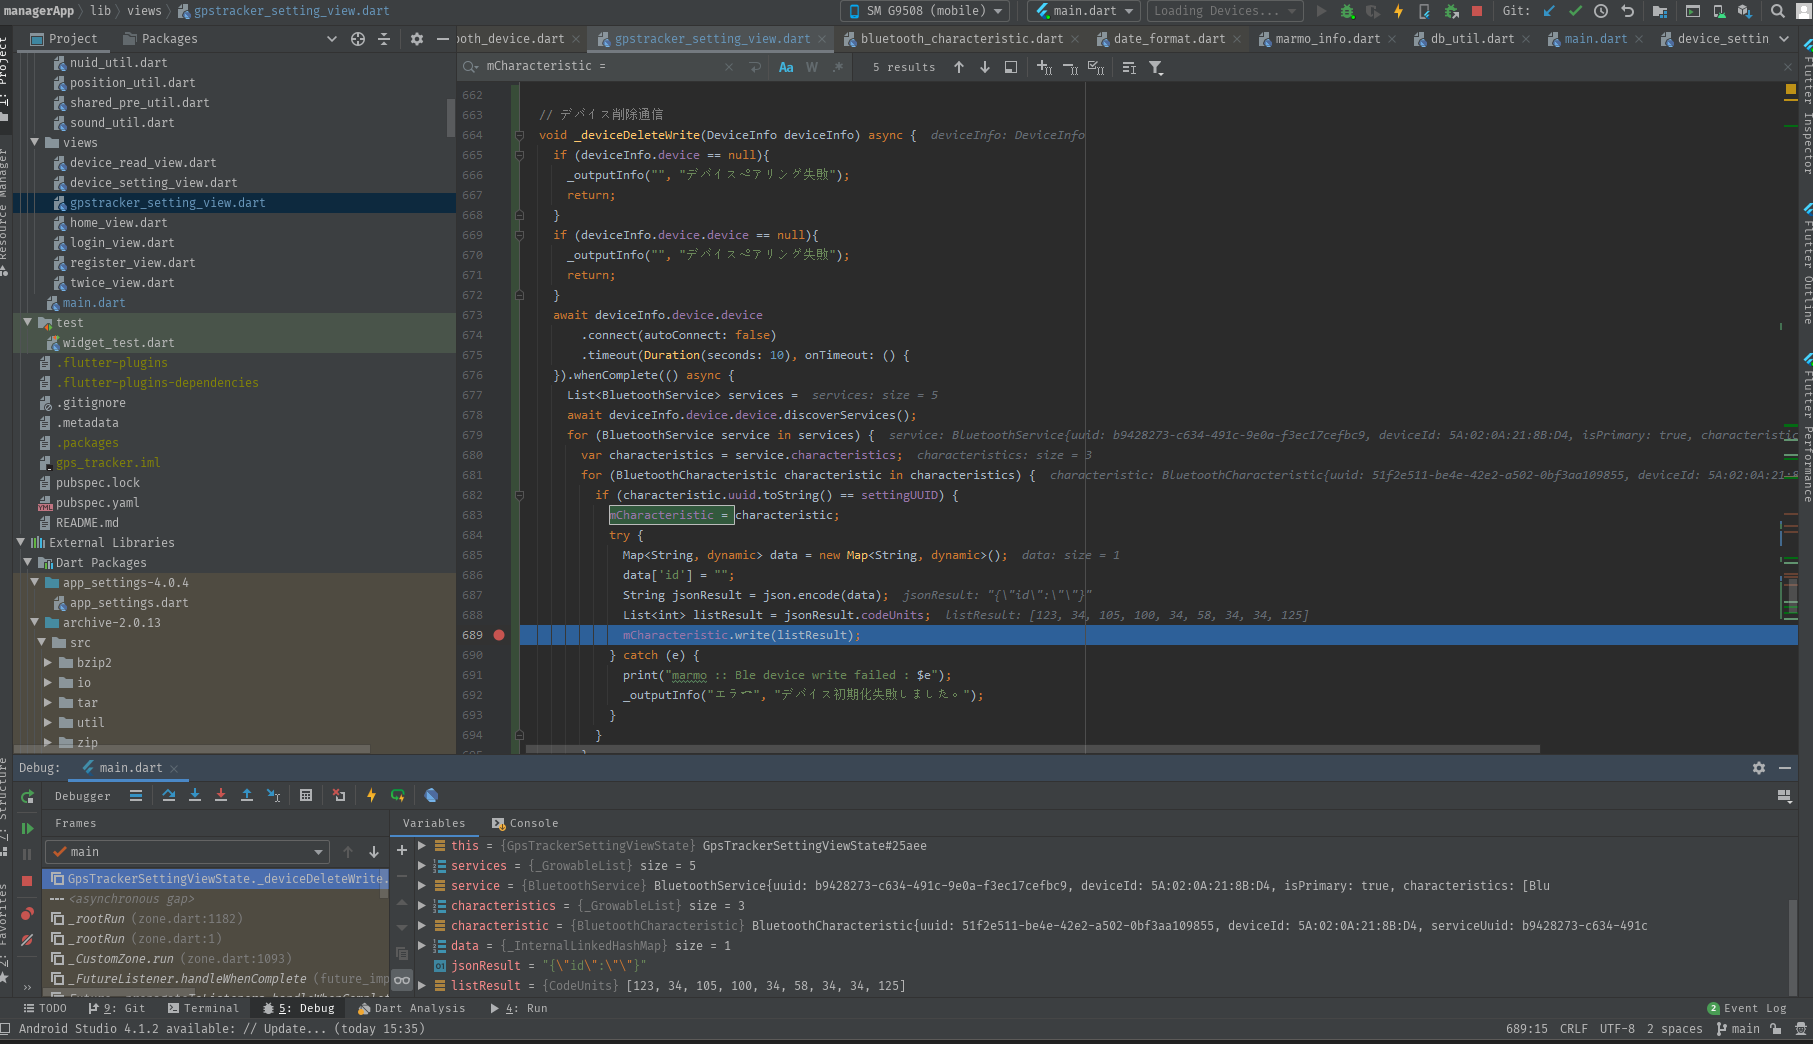 managerApp lib views gpstracker_setting_view.dart
SM G9508 (mobile) main.dart Loading Devices... Git:
Project Packages
ooth_device.dart gpstracker_setting_view.dart bluetooth_characteristic.dart date_format.dart marmo_info.dart db_util.dart main.dart device_settin
mCharacteristic = Aa W .* 5 results
1: Project
Resource Manager
7: Structure
2: Favorites
nuid_util.dart
position_util.dart
shared_pre_util.dart
sound_util.dart
views
device_read_view.dart
device_setting_view.dart
gpstracker_setting_view.dart
home_view.dart
login_view.dart
register_view.dart
twice_view.dart
main.dart
test
widget_test.dart
.flutter-plugins
.flutter-plugins-dependencies
.gitignore
.metadata
.packages
gps_tracker.iml
pubspec.lock
pubspec.yaml
README.md
External Libraries
Dart Packages
app_settings-4.0.4
app_settings.dart
archive-2.0.13
src
bzip2
io
tar
util
zip
662
663 // デバイス削除通信
664 void _deviceDeleteWrite(DeviceInfo deviceInfo) async { deviceInfo: DeviceInfo
665 if (deviceInfo.device == null){
666 _outputInfo("", "デバイスペアリング失敗");
667 return;
668 }
669 if (deviceInfo.device.device == null){
670 _outputInfo("", "デバイスペアリング失敗");
671 return;
672 }
673 await deviceInfo.device.device
674 .connect(autoConnect: false)
675 .timeout(Duration(seconds: 10), onTimeout: () {
676 }).whenComplete(() async {
677 List<BluetoothService> services = services: size = 5
678 await deviceInfo.device.device.discoverServices();
679 for (BluetoothService service in services) { service: BluetoothService{uuid: b9428273-c634-491c-9e0a-f3ec17cefbc9, deviceId: 5A:02:0A:21:8B:D4, isPrimary: true, characteristic
680 var characteristics = service.characteristics; characteristics: size = 3
681 for (BluetoothCharacteristic characteristic in characteristics) { characteristic: BluetoothCharacteristic{uuid: 51f2e511-be4e-42e2-a502-0bf3aa109855, deviceId: 5A:02:0A:21:8
682 if (characteristic.uuid.toString() == settingUUID) {
683 mCharacteristic = characteristic;
684 try {
685 Map<String, dynamic> data = new Map<String, dynamic>(); data: size = 1
686 data['id'] = "";
687 String jsonResult = json.encode(data); jsonResult: "{\"id\":\"\"}"
688 List<int> listResult = jsonResult.codeUnits; listResult: [123, 34, 105, 100, 34, 58, 34, 34, 125]
689 mCharacteristic.write(listResult);
690 } catch (e) {
691 print("marmo :: Ble device write failed : $e");
692 _outputInfo("エラー", "デバイス初期化失敗しました。");
693 }
694 }
Flutter Inspector
Flutter Outline
Flutter Performance
Debug: main.dart
Debugger
Frames
Variables Console
main
GpsTrackerSettingViewState._deviceDeleteWrite.
<asynchronous gap>
_rootRun (zone.dart:1182)
_rootRun (zone.dart:1)
_CustomZone.run (zone.dart:1093)
_FutureListener.handleWhenComplete (future_imp
this = {GpsTrackerSettingViewState} GpsTrackerSettingViewState#25aee
services = {_GrowableList} size = 5
service = {BluetoothService} BluetoothService{uuid: b9428273-c634-491c-9e0a-f3ec17cefbc9, deviceId: 5A:02:0A:21:8B:D4, isPrimary: true, characteristics: [Blu
characteristics = {_GrowableList} size = 3
characteristic = {BluetoothCharacteristic} BluetoothCharacteristic{uuid: 51f2e511-be4e-42e2-a502-0bf3aa109855, deviceId: 5A:02:0A:21:8B:D4, serviceUuid: b9428273-c634-491c
data = {_InternalLinkedHashMap} size = 1
jsonResult = "{\"id\":\"\"}"
listResult = {CodeUnits} [123, 34, 105, 100, 34, 58, 34, 34, 125]
TODO 9: Git Terminal 5: Debug Dart Analysis 4: Run 2 Event Log
Android Studio 4.1.2 available: // Update... (today 15:35) 689:15 CRLF UTF-8 2 spaces main